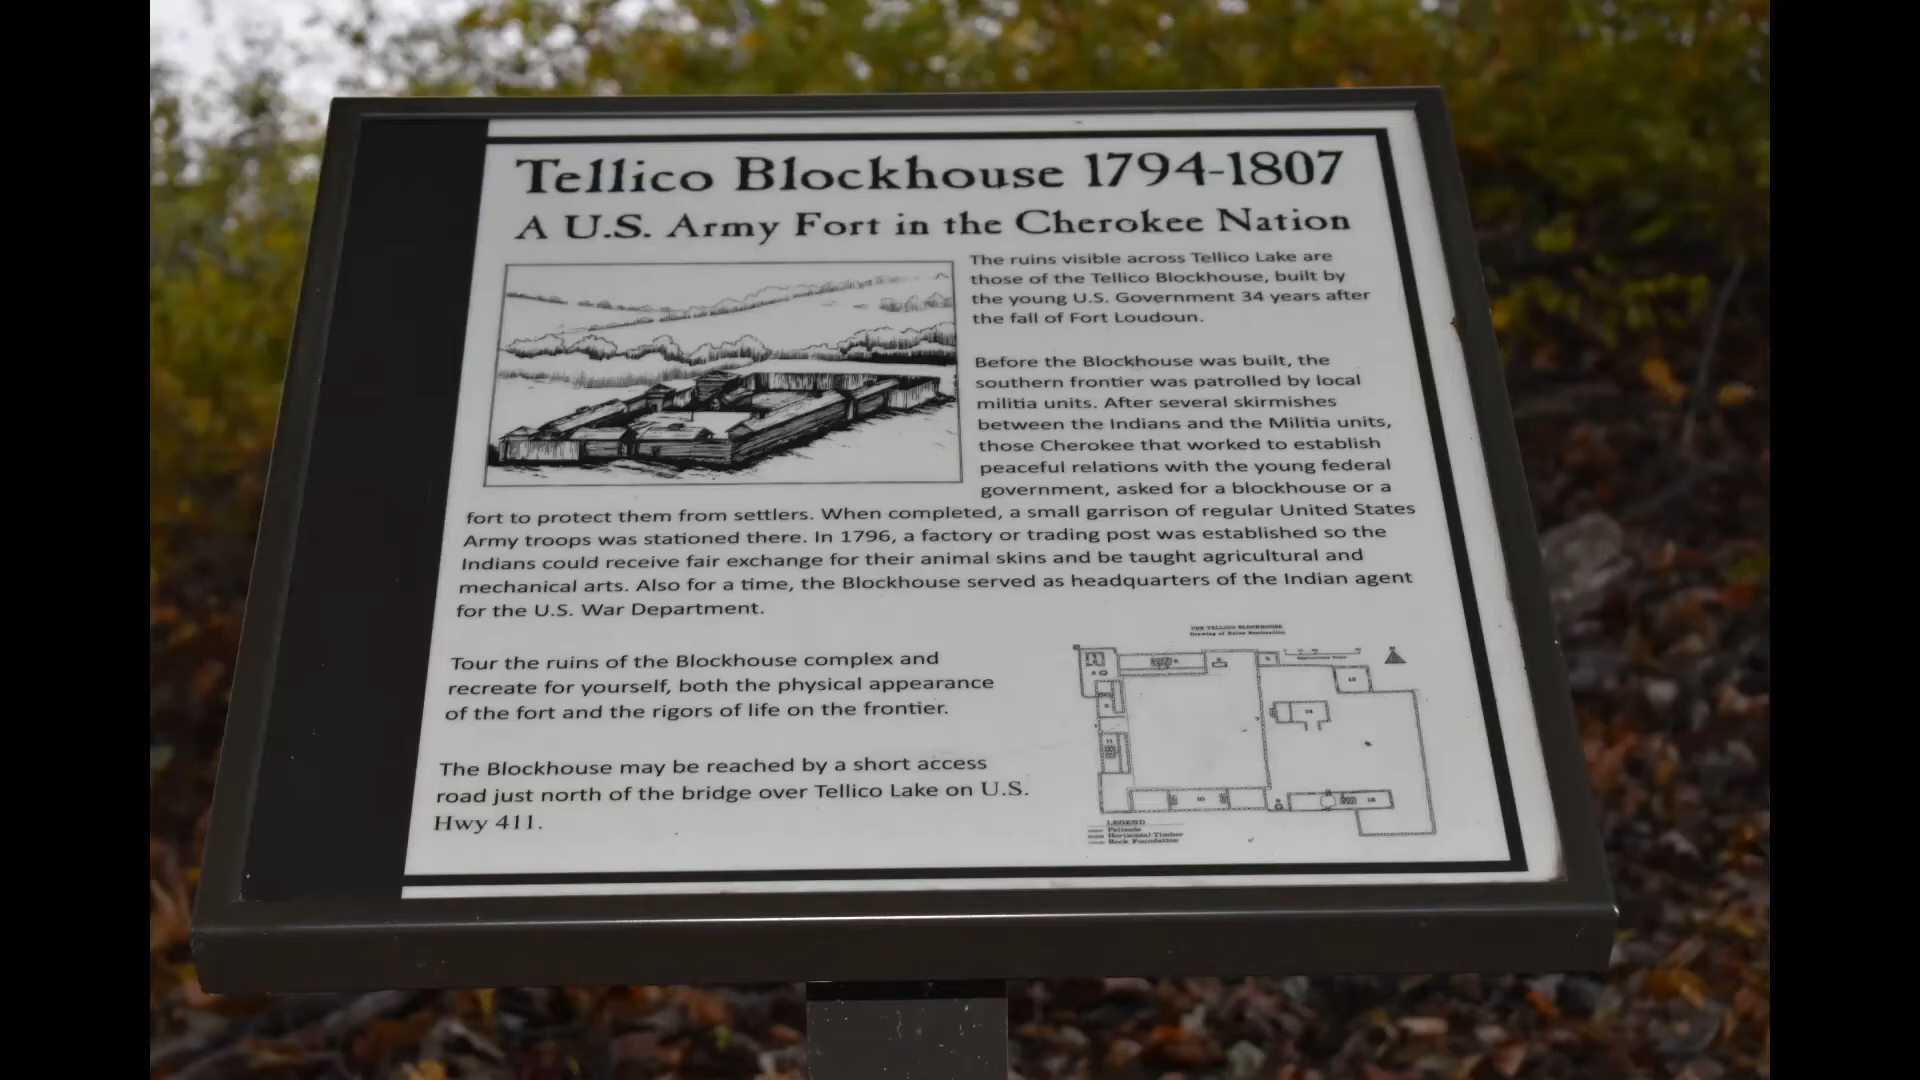 Tellico Blockhouse 1794-1807
A U.S. Army Fort in the Cherokee Nation
The ruins visible across Tellico Lake are
those of the Tellico Blockhouse, built by
the young U.S. Government 34 years after
the fall of Fort Loudoun.
Before the Blockhouse was built, the
southern frontier was patrolled by local
militia units. After several skirmishes
between the Indians and the Militia units,
those Cherokee that worked to establish
peaceful relations with the young federal
government, asked for a blockhouse or a
fort to protect them from settlers. When completed, a small garrison of regular United States
Army troops was stationed there. In 1796, a factory or trading post was established so the
Indians could receive fair exchange for their animal skins and be taught agricultural and
mechanical arts. Also for a time, the Blockhouse served as headquarters of the Indian agent
for the U.S. War Department.
Tour the ruins of the Blockhouse complex and
recreate for yourself, both the physical appearance
of the fort and the rigors of life on the frontier.
The Blockhouse may be reached by a short access
road just north of the bridge over Tellico Lake on U.S.
Hwy 411.
THE TELLICO BLOCKHOUSE
LEGEND
Palisade
Horizontal Timber
Rock Foundation